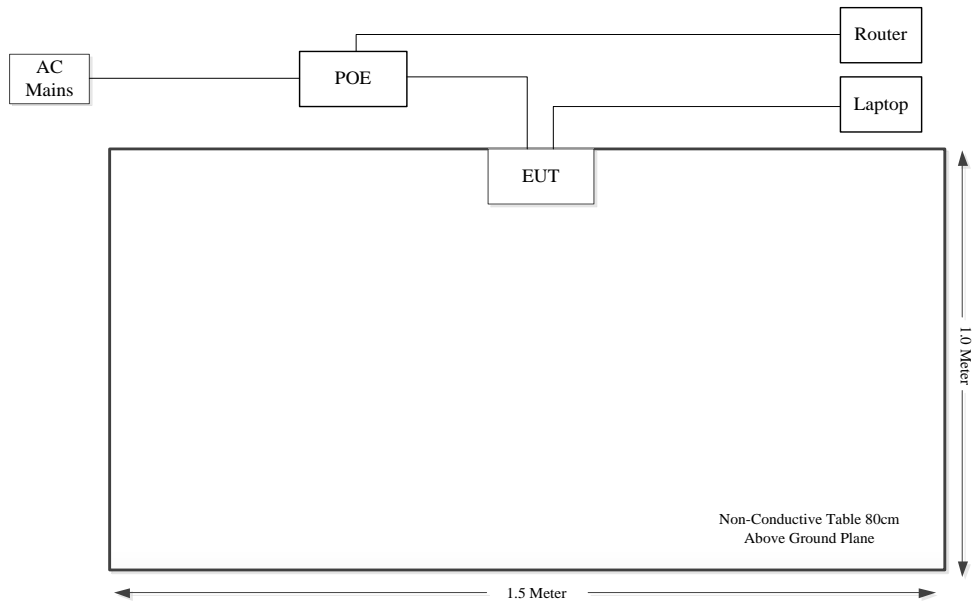 Router
AC
Mains
POE
Laptop
EUT
1.0 Meter
Non-Conductive Table 80cm
Above Ground Plane
1.5 Meter